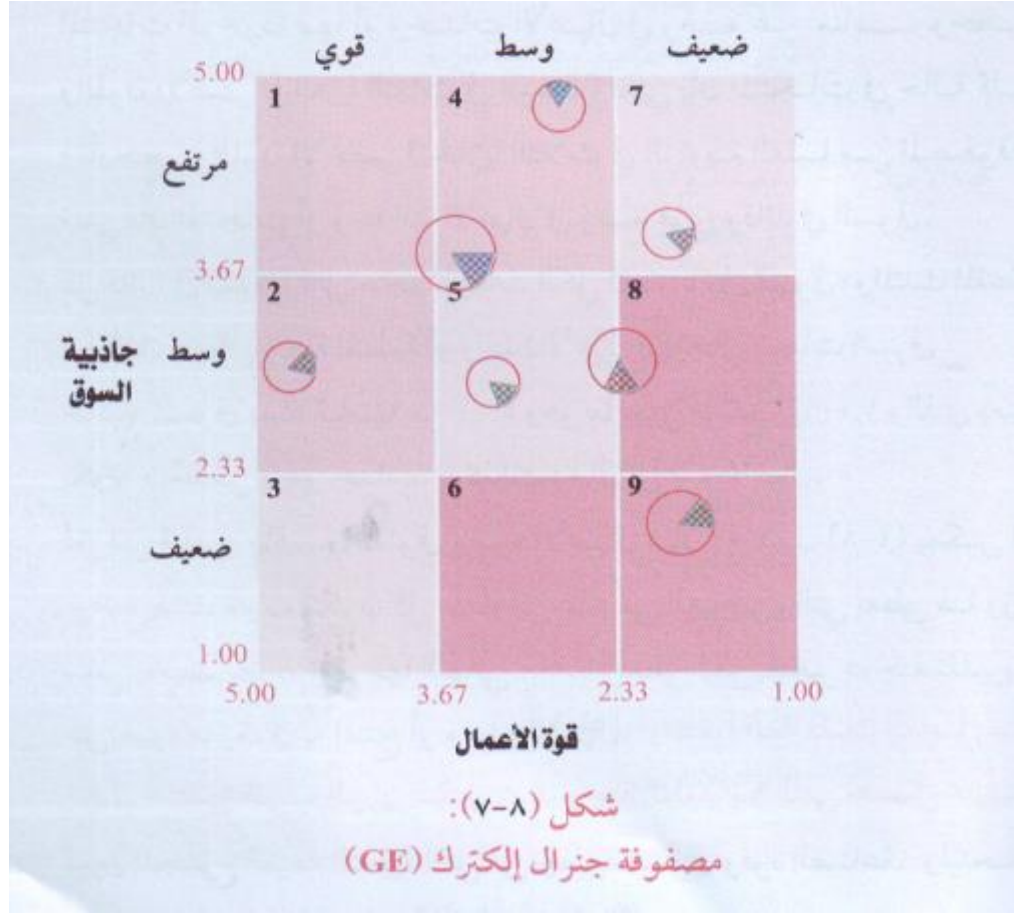 قوي وسط ضعيف
5.00
1 4 7
مرتفع
3.67
2 5 8
وسط
جاذبية
السوق
2.33
3 6 9
ضعيف
1.00
5.00 3.67 2.33 1.00
قوة الأعمال
شكل (٨-٧):
مصفوفة جنرال إلكترك (GE)